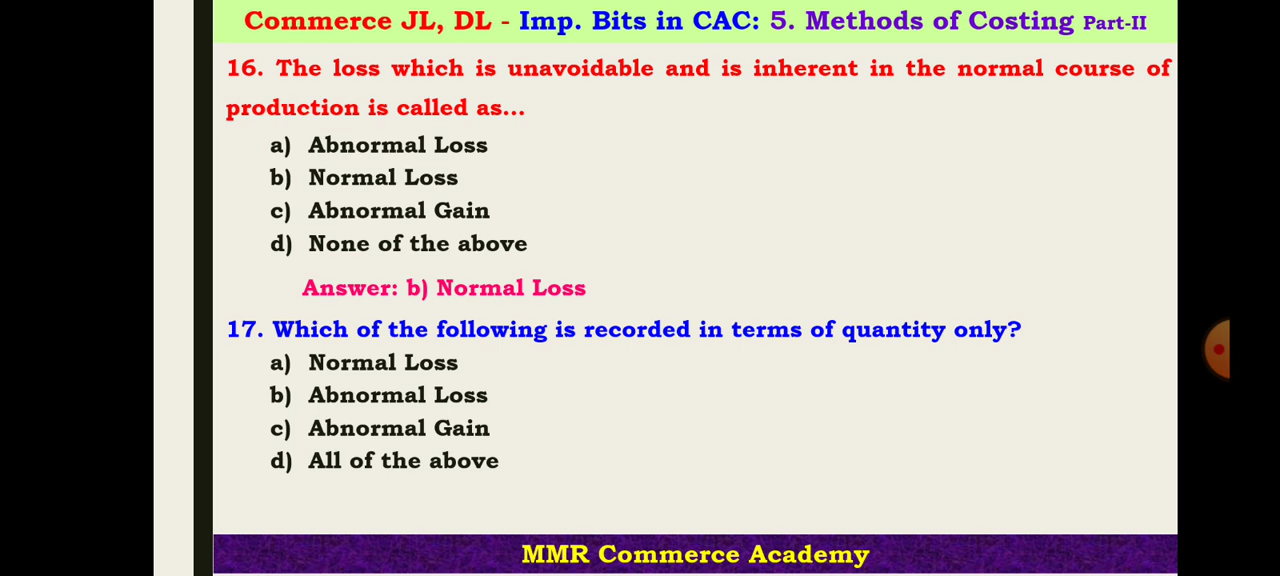 Commerce JL, DL - Imp. Bits in CAC: 5. Methods of Costing Part-II
16. The loss which is unavoidable and is inherent in the normal course of
production is called as...
a) Abnormal Loss
b) Normal Loss
c) Abnormal Gain
d) None of the above
Answer: b) Normal Loss
17. Which of the following is recorded in terms of quantity only?
a) Normal Loss
b) Abnormal Loss
c) Abnormal Gain
d) All of the above
MMR Commerce Academy